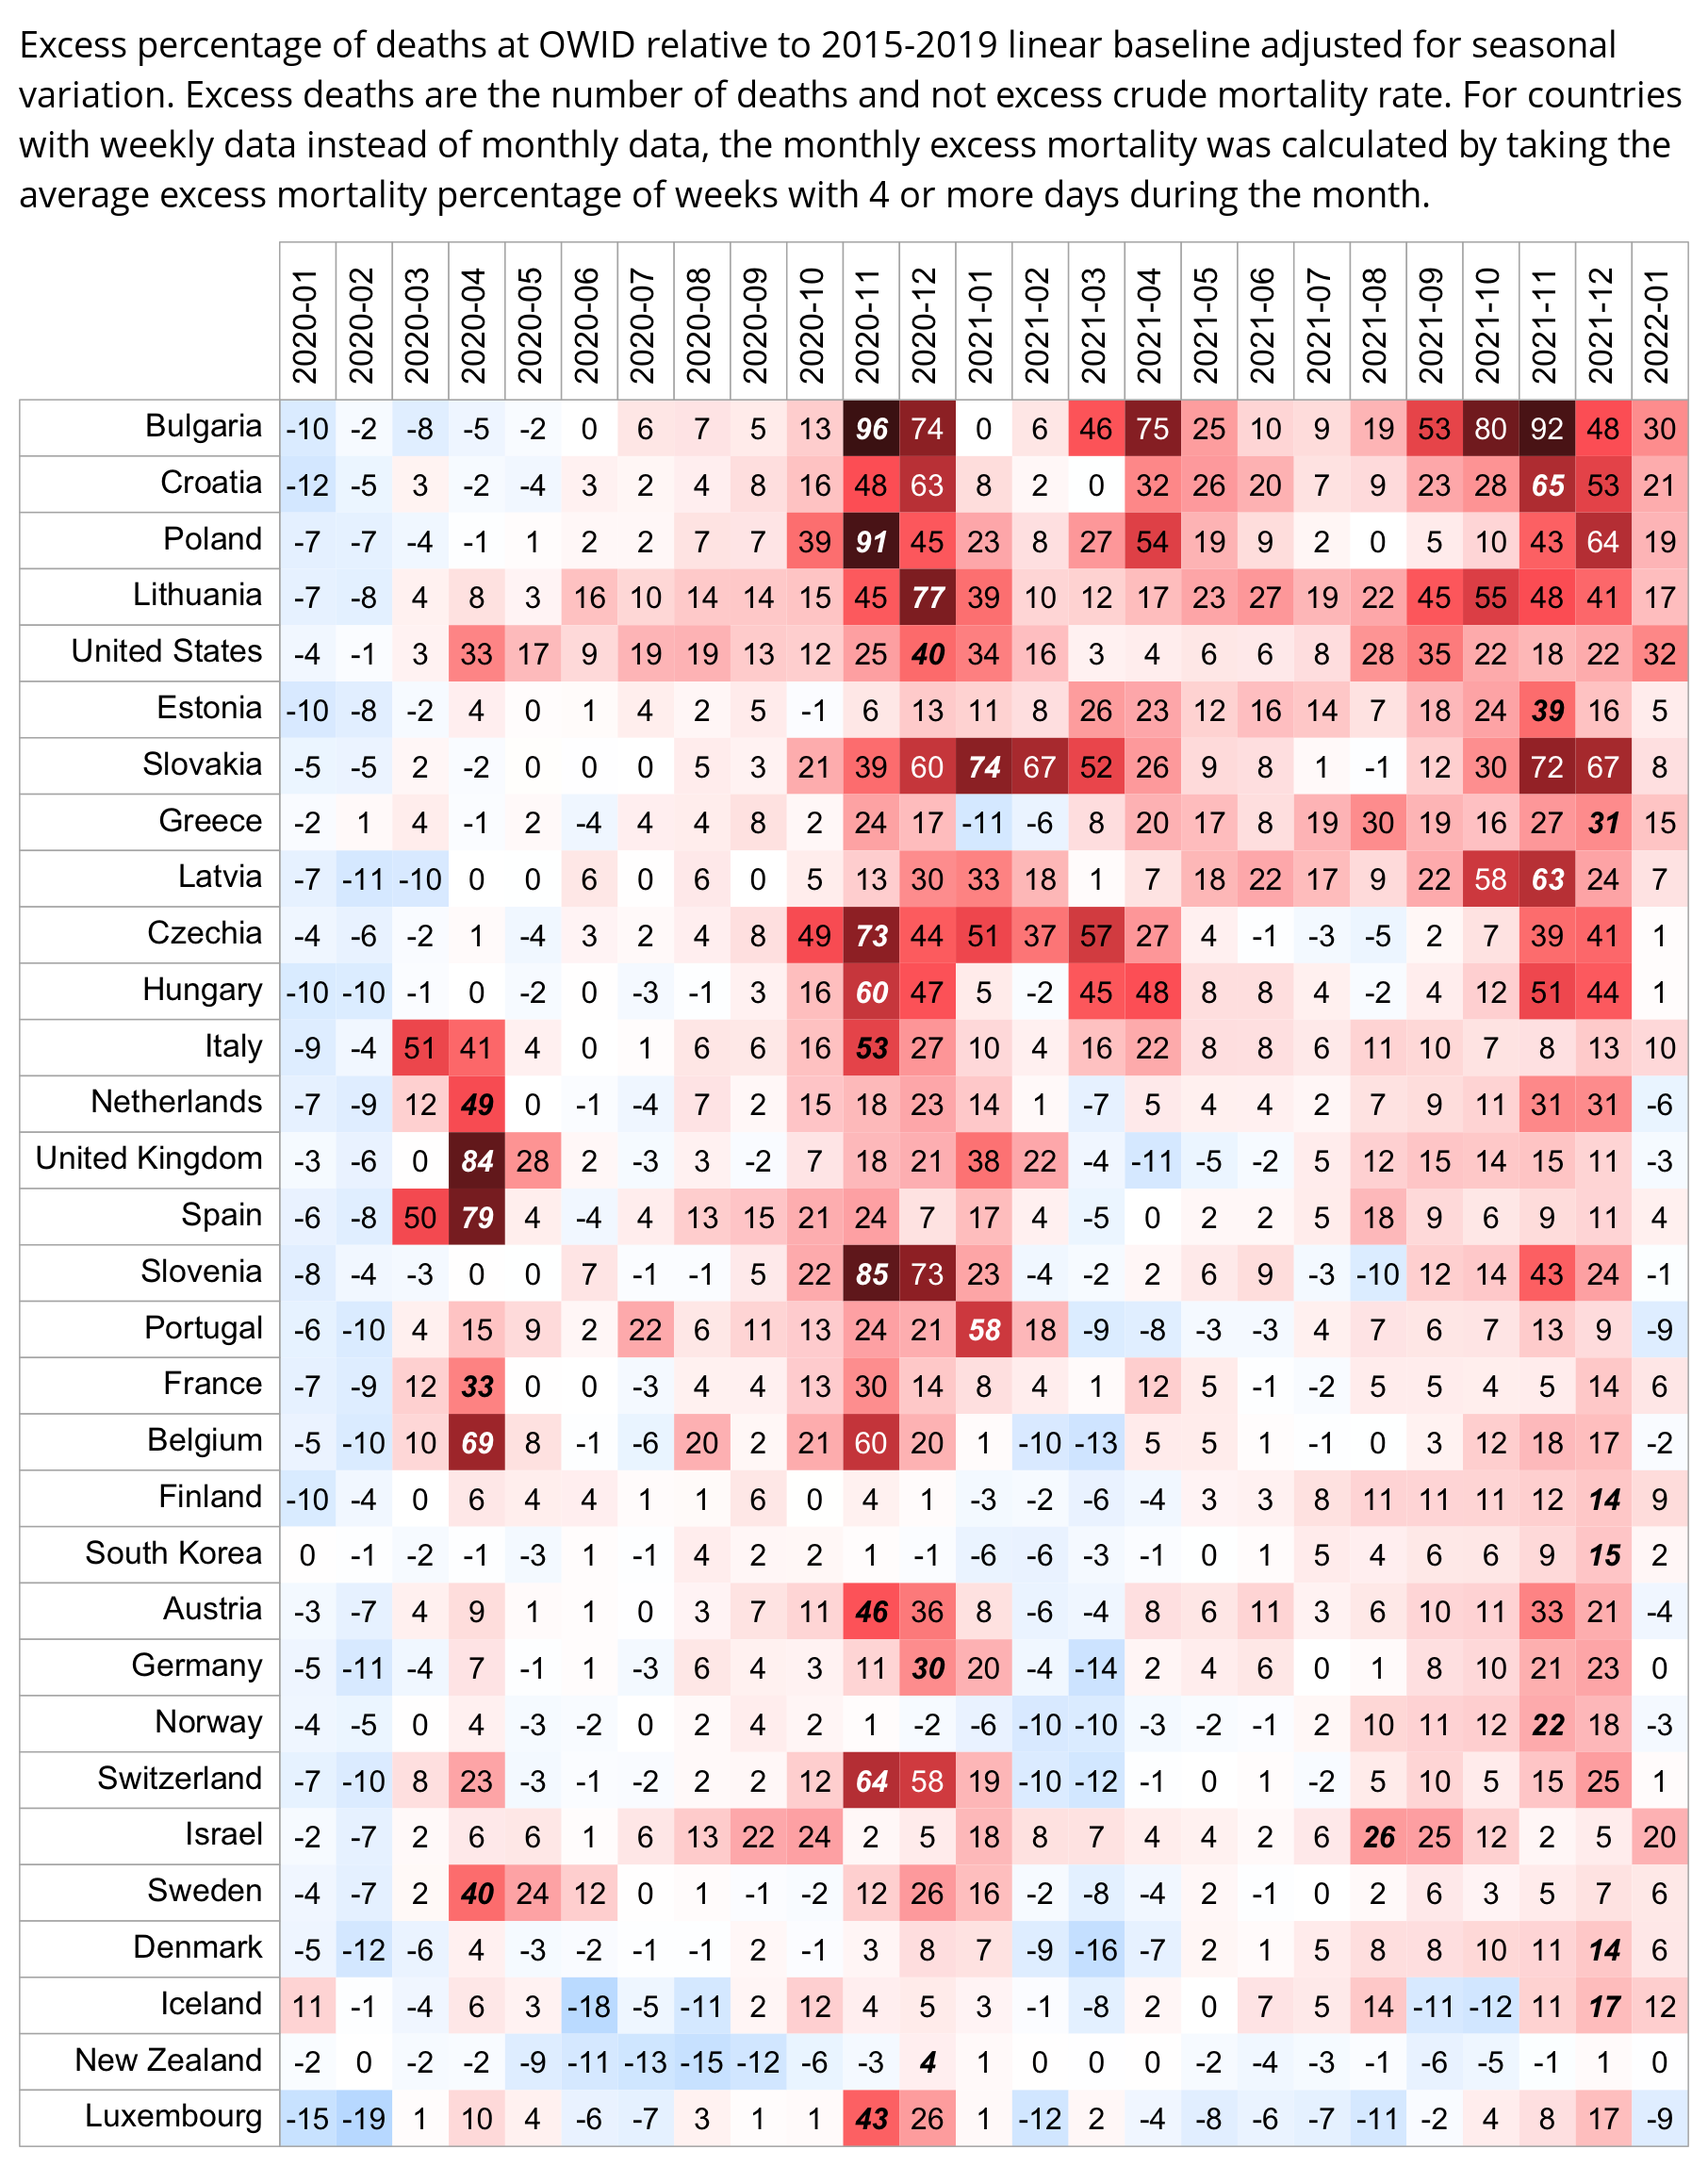 Excess percentage of deaths at OWID relative to 2015-2019 linear baseline adjusted for seasonal
variation. Excess deaths are the number of deaths and not excess crude mortality rate. For countries
with weekly data instead of monthly data, the monthly excess mortality was calculated by taking the
average excess mortality percentage of weeks with 4 or more days during the month.
2020-01 2020-02 2020-03 2020-04 2020-05 2020-06 2020-07 2020-08 2020-09 2020-10 2020-11 2020-12 2021-01 2021-02 2021-03 2021-04 2021-05 2021-06 2021-07 2021-08 2021-09 2021-10 2021-11 2021-12 2022-01
Bulgaria -10 -2 -8 -5 -2 0 6 7 5 13 96 74 0 6 46 75 25 10 9 19 53 80 92 48 30
Croatia -12 -5 3 -2 -4 3 2 4 8 16 48 63 8 2 0 32 26 20 7 9 23 28 65 53 21
Poland -7 -7 -4 -1 1 2 2 7 7 39 91 45 23 8 27 54 19 9 2 0 5 10 43 64 19
Lithuania -7 -8 4 8 3 16 10 14 14 15 45 77 39 10 12 17 23 27 19 22 45 55 48 41 17
United States -4 -1 3 33 17 9 19 19 13 12 25 40 34 16 3 4 6 6 8 28 35 22 18 22 32
Estonia -10 -8 -2 4 0 1 4 2 5 -1 6 13 11 8 26 23 12 16 14 7 18 24 39 16 5
Slovakia -5 -5 2 -2 0 0 0 5 3 21 39 60 74 67 52 26 9 8 1 -1 12 30 72 67 8
Greece -2 1 4 -1 2 -4 4 4 8 2 24 17 -11 -6 8 20 17 8 19 30 19 16 27 31 15
Latvia -7 -11 -10 0 0 6 0 6 0 5 13 30 33 18 1 7 18 22 17 9 22 58 63 24 7
Czechia -4 -6 -2 1 -4 3 2 4 8 49 73 44 51 37 57 27 4 -1 -3 -5 2 7 39 41 1
Hungary -10 -10 -1 0 -2 0 -3 -1 3 16 60 47 5 -2 45 48 8 8 4 -2 4 12 51 44 1
Italy -9 -4 51 41 4 0 1 6 6 16 53 27 10 4 16 22 8 8 6 11 10 7 8 13 10
Netherlands -7 -9 12 49 0 -1 -4 7 2 15 18 23 14 1 -7 5 4 4 2 7 9 11 31 31 -6
United Kingdom -3 -6 0 84 28 2 -3 3 -2 7 18 21 38 22 -4 -11 -5 -2 5 12 15 14 15 11 -3
Spain -6 -8 50 79 4 -4 4 13 15 21 24 7 17 4 -5 0 2 2 5 18 9 6 9 11 4
Slovenia -8 -4 -3 0 0 7 -1 -1 5 22 85 73 23 -4 -2 2 6 9 -3 -10 12 14 43 24 -1
Portugal -6 -10 4 15 9 2 22 6 11 13 24 21 58 18 -9 -8 -3 -3 4 7 6 7 13 9 -9
France -7 -9 12 33 0 0 -3 4 4 13 30 14 8 4 1 12 5 -1 -2 5 5 4 5 14 6
Belgium -5 -10 10 69 8 -1 -6 20 2 21 60 20 1 -10 -13 5 5 1 -1 0 3 12 18 17 -2
Finland -10 -4 0 6 4 4 1 1 6 0 4 1 -3 -2 -6 -4 3 3 8 11 11 11 12 14 9
South Korea 0 -1 -2 -1 -3 1 -1 4 2 2 1 -1 -6 -6 -3 -1 0 1 5 4 6 6 9 15 2
Austria -3 -7 4 9 1 1 0 3 7 11 46 36 8 -6 -4 8 6 11 3 6 10 11 33 21 -4
Germany -5 -11 -4 7 -1 1 -3 6 4 3 11 30 20 -4 -14 2 4 6 0 1 8 10 21 23 0
Norway -4 -5 0 4 -3 -2 0 2 4 2 1 -2 -6 -10 -10 -3 -2 -1 2 10 11 12 22 18 -3
Switzerland -7 -10 8 23 -3 -1 -2 2 2 12 64 58 19 -10 -12 -1 0 1 -2 5 10 5 15 25 1
Israel -2 -7 2 6 6 1 6 13 22 24 2 5 18 8 7 4 4 2 6 26 25 12 2 5 20
Sweden -4 -7 2 40 24 12 0 1 -1 -2 12 26 16 -2 -8 -4 2 -1 0 2 6 3 5 7 6
Denmark -5 -12 -6 4 -3 -2 -1 -1 2 -1 3 8 7 -9 -16 -7 2 1 5 8 8 10 11 14 6
Iceland 11 -1 -4 6 3 -18 -5 -11 2 12 4 5 3 -1 -8 2 0 7 5 14 -11 -12 11 17 12
New Zealand -2 0 -2 -2 -9 -11 -13 -15 -12 -6 -3 4 1 0 0 0 -2 -4 -3 -1 -6 -5 -1 1 0
Luxembourg -15 -19 1 10 4 -6 -7 3 1 1 43 26 1 -12 2 -4 -8 -6 -7 -11 -2 4 8 17 -9